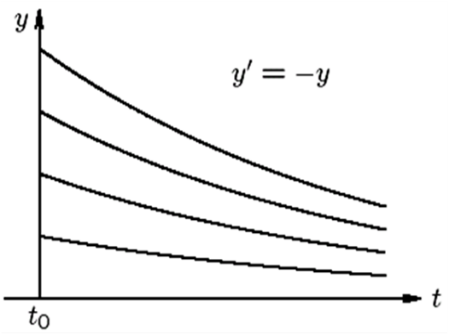 y
y′ = −y
t
t₀